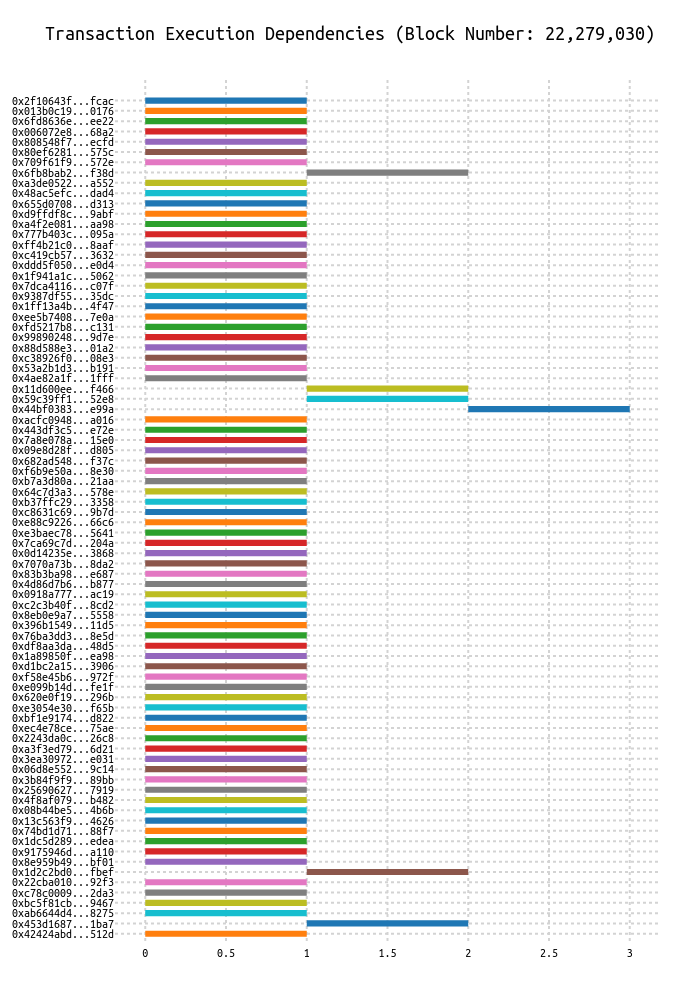 Transaction Execution Dependencies (Block Number: 22,279,030)
0x2f10643f...fcac
0x013b0c19...0176
0x6fd8636e...ee22
0x006072e8...68a2
0x808548f7...ecfd
0x80ef6281...575c
0x709f61f9...572e
0x6fb8bab2...f38d
0xa3de0522...a552
0x48ac5efc...dad4
0x655d0708...d313
0xd9ffdf8c...9abf
0xa4f2e081...aa98
0x777b403c...095a
0xff4b21c0...8aaf
0xc419cb57...3632
0xddd5f050...e0d4
0x1f941a1c...5062
0x7dca4116...c07f
0x9387df55...35dc
0x1ff13a4b...4f47
0xee5b7408...7e0a
0xfd5217b8...c131
0x99890248...9d7e
0x88d588e3...01a2
0xc38926f0...08e3
0x53a2b1d3...b191
0x4ae82a1f...1fff
0x11d600ee...f466
0x59c39ff1...52e8
0x44bf0383...e99a
0xacfc0948...a016
0x443df3c5...e72e
0x7a8e078a...15e0
0x09e8d28f...d805
0x682ad548...f37c
0xf6b9e50a...8e30
0xb7a3d80a...21aa
0x64c7d3a3...578e
0xb37ffc29...3358
0xc8631c69...9b7d
0xe88c9226...66c6
0xe3baec78...5641
0x7ca69c7d...204a
0x0d14235e...3868
0x7070a73b...8da2
0x83b3ba98...e687
0x4d86d7b6...b877
0x0918a777...ac19
0xc2c3b40f...8cd2
0x8eb0e9a7...5558
0x396b1549...11d5
0x76ba3dd3...8e5d
0xdf8aa3da...48d5
0x1a89850f...ea98
0xd1bc2a15...3906
0xf58e45b6...972f
0xe099b14d...fe1f
0x620e0f19...296b
0xe3054e30...f65b
0xbf1e9174...d822
0xec4e78ce...75ae
0x2243da0c...26c8
0xa3f3ed79...6d21
0x3ea30972...e031
0x06d8e552...9c14
0x3b84f9f9...89bb
0x25690627...7919
0x4f8af079...b482
0x08b44be5...4b6b
0x13c563f9...4626
0x74bd1d71...88f7
0x1dc5d289...edea
0x9175946d...a110
0x8e959b49...bf01
0x1d2c2bd0...fbef
0x22cba010...92f3
0xc78c0009...2da3
0xbc5f81cb...9467
0xab6644d4...8275
0x453d1687...1ba7
0x42424abd...512d
0 0.5 1 1.5 2 2.5 3